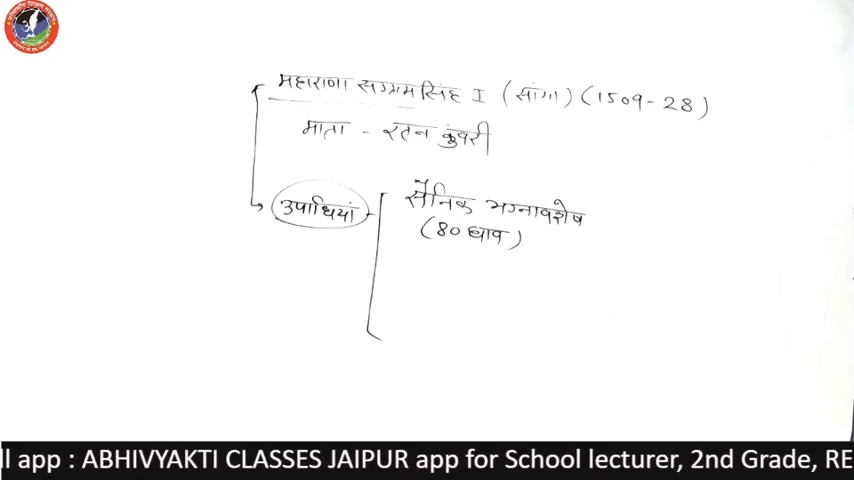 महाराणा सग्रामसिंह I (सांगा) (1509-28)
माता - रतन कुंवरी
उपाधियां
सैनिक भग्नावशेष
(80 घाव)
ll app : ABHIVYAKTI CLASSES JAIPUR app for School lecturer, 2nd Grade, RE